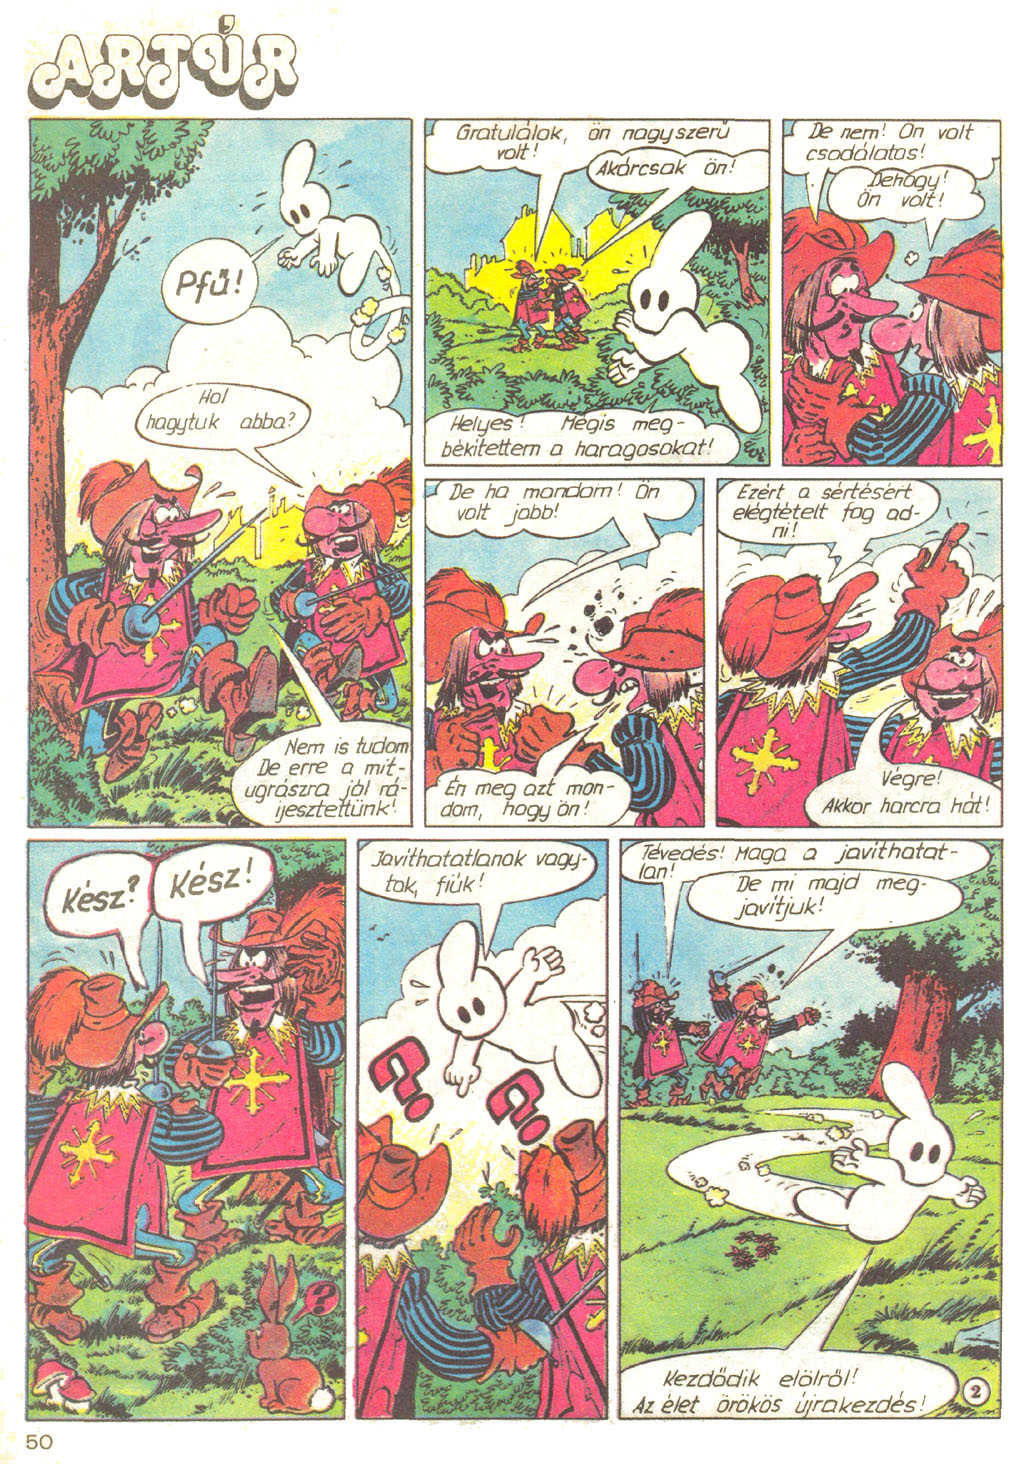 ARTÚR
Pfű!
Hol
hagytuk abba?
Nem is tudom
De erre a mit-
ugrászra jól rá-
ijesztettünk!
Gratulálok, ön nagyszerű
volt!
Akárcsak ön!
Helyes! Mégis meg-
békítettem a haragosokat!
De nem! Ön volt
csodálatos!
Dehogy!
Ön volt!
De ha mondom! Ön
volt jobb!
Én meg azt mon-
dom, hogy ön!
Ezért a sértésért
elégtételt fog ad-
ni!
Végre!
Akkor harcra hát!
Kész?
Kész!
?
Javíthatatlanok vagy-
tok, fiúk!
Tévedés! Maga a javíthatat-
lan!
De mi majd meg-
javítjuk!
Kezdődik elölről!
Az élet örökös újrakezdés!
2
50